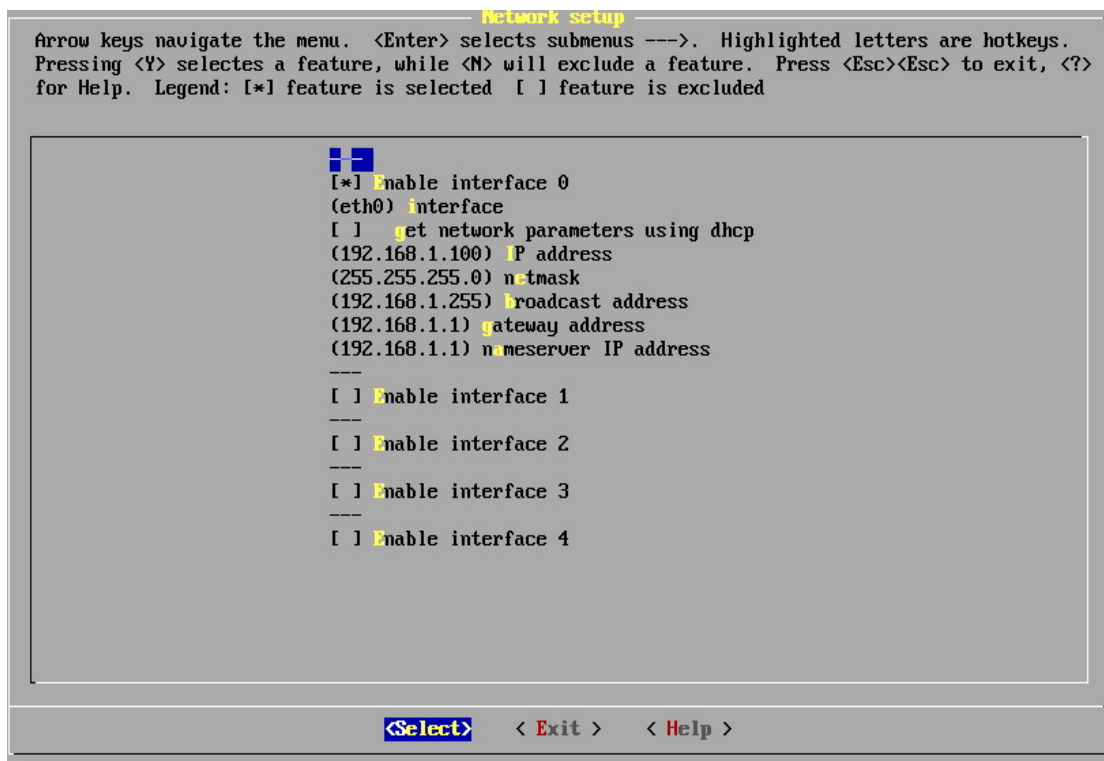 Network setup
Arrow keys navigate the menu.  <Enter> selects submenus --->.  Highlighted letters are hotkeys.
Pressing <Y> selectes a feature, while <N> will exclude a feature.  Press <Esc><Esc> to exit, <?>
for Help.  Legend: [*] feature is selected  [ ] feature is excluded
---
[*] Enable interface 0
(eth0) interface
[ ]   get network parameters using dhcp
(192.168.1.100) IP address
(255.255.255.0) netmask
(192.168.1.255) broadcast address
(192.168.1.1) gateway address
(192.168.1.1) nameserver IP address
---
[ ] Enable interface 1
---
[ ] Enable interface 2
---
[ ] Enable interface 3
---
[ ] Enable interface 4
<Select>    < Exit >    < Help >